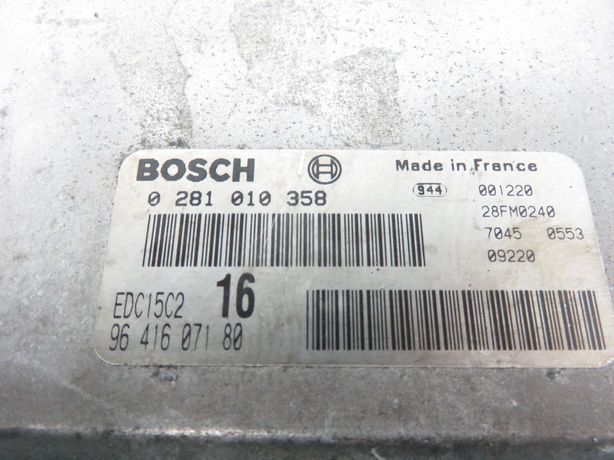 BOSCH
Made in France
0 281 010 358
944 001220
28FM0240
7045 0553
09220
EDC15C2 16
96 416 071 80